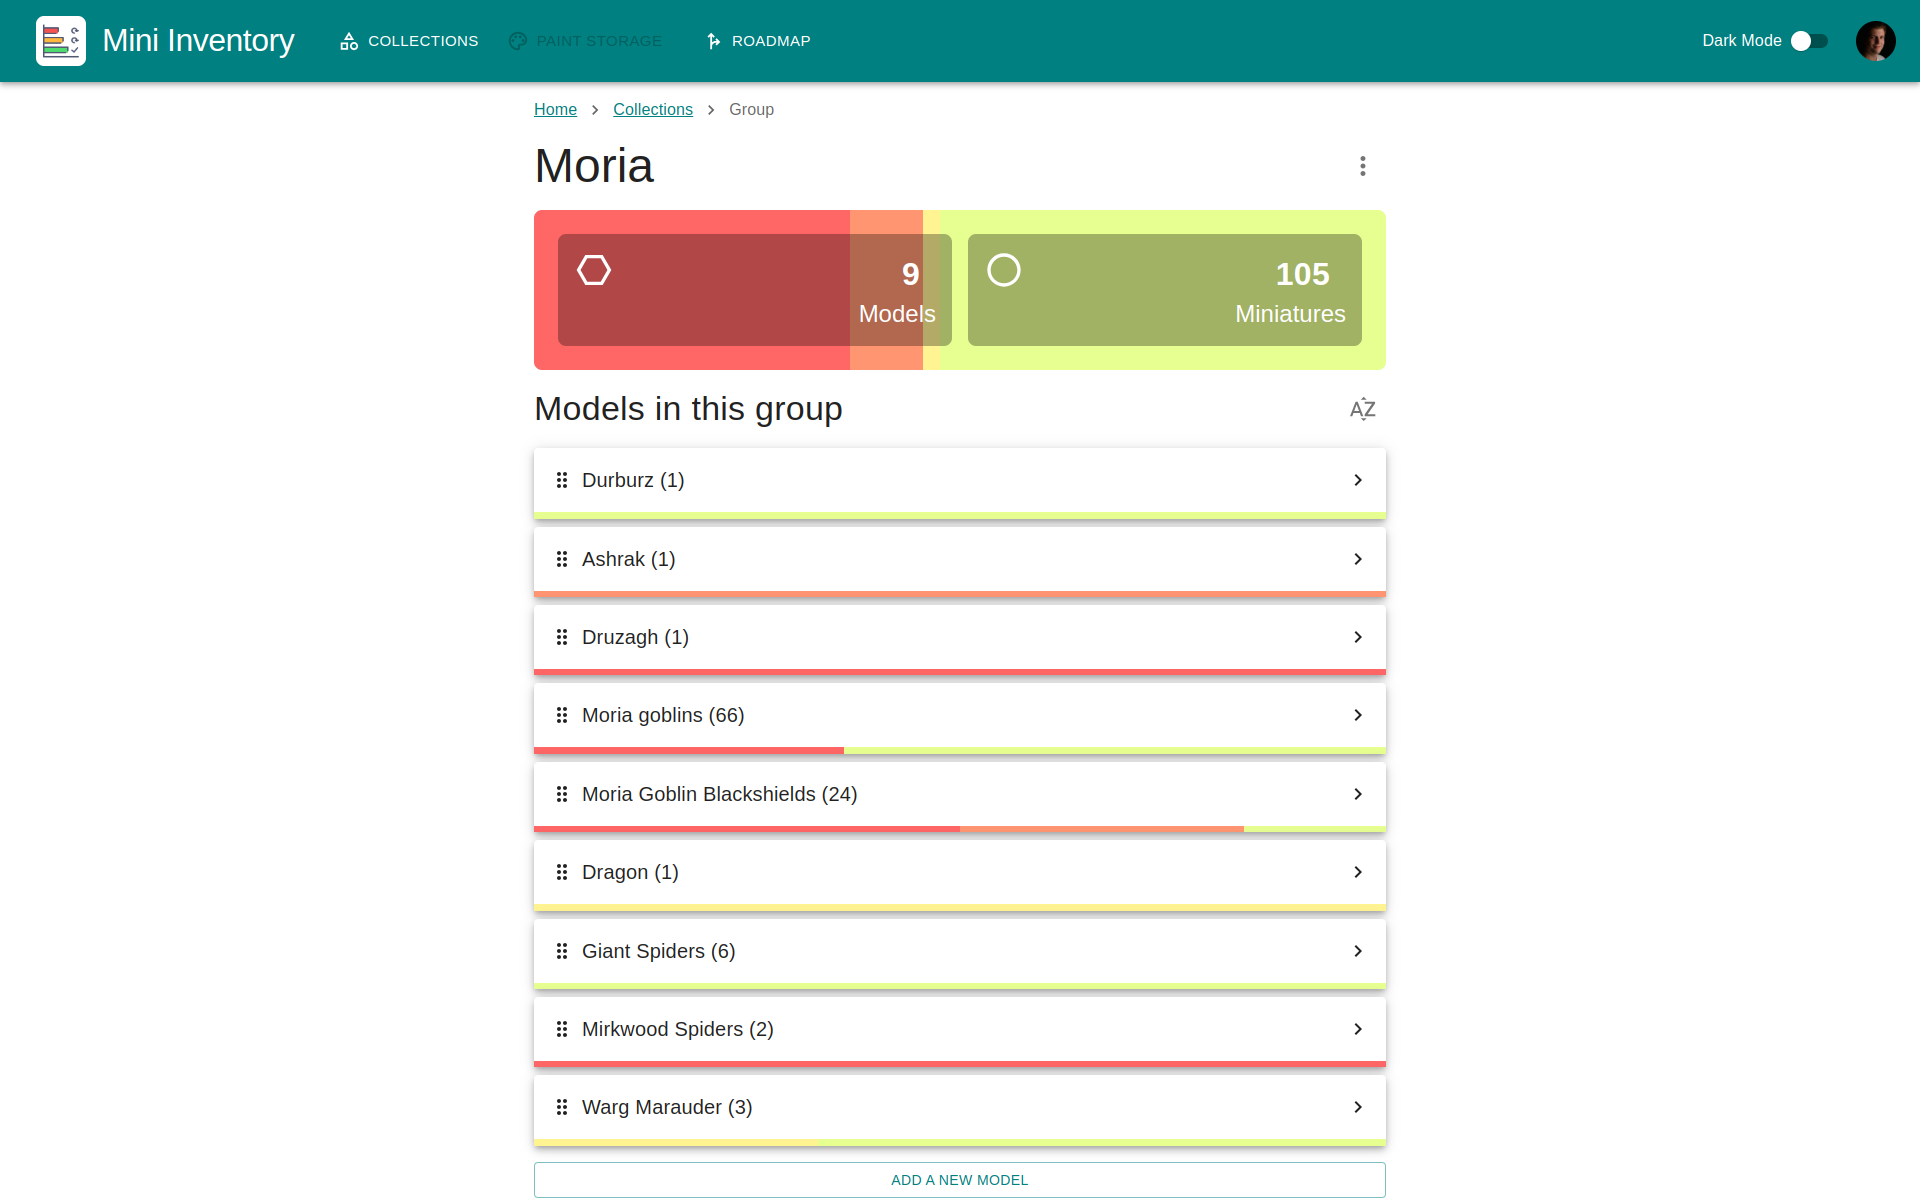 Mini Inventory
COLLECTIONS
PAINT STORAGE
ROADMAP
Dark Mode
Home
Collections
Group
Moria
9
Models
105
Miniatures
Models in this group
AZ
Durburz (1)
Ashrak (1)
Druzagh (1)
Moria goblins (66)
Moria Goblin Blackshields (24)
Dragon (1)
Giant Spiders (6)
Mirkwood Spiders (2)
Warg Marauder (3)
ADD A NEW MODEL